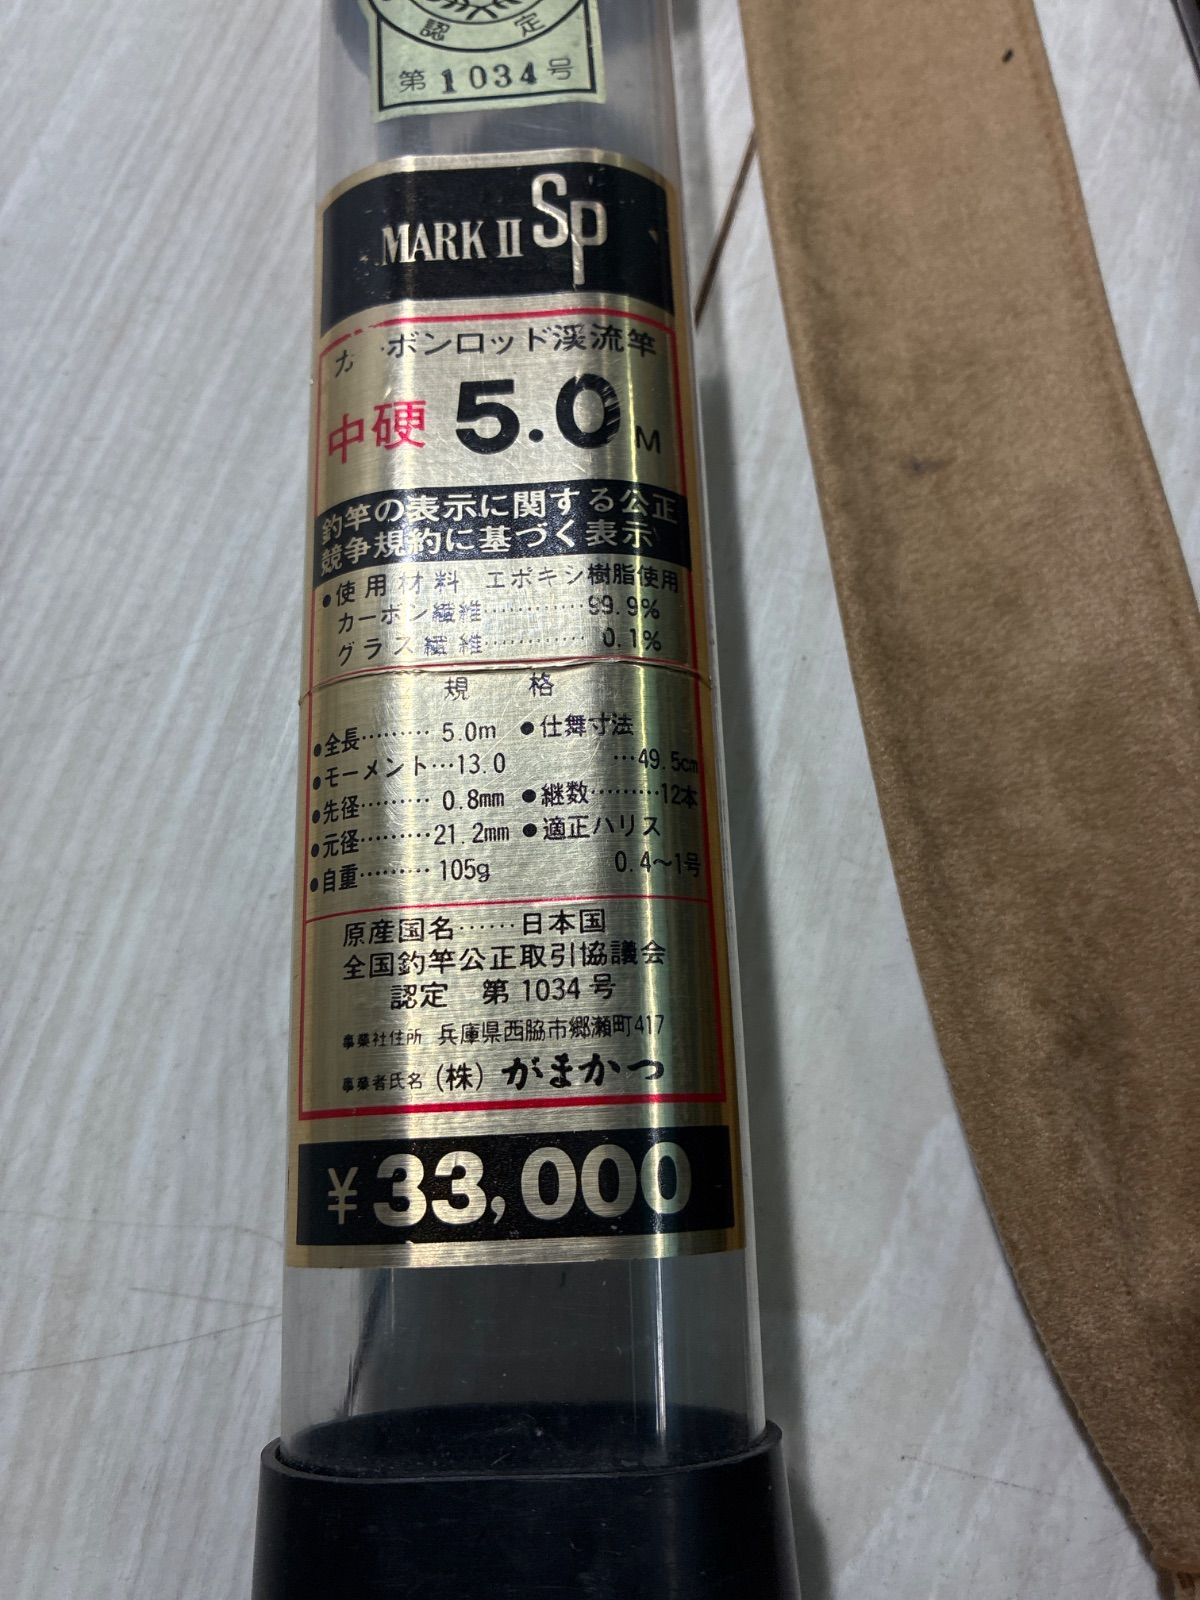 認定
第1034号
MARK II Sp
カーボンロッド渓流竿
中硬 5.0M
釣竿の表示に関する公正
競争規約に基づく表示
●使用材料 エポキシ樹脂使用
カーボン繊維…………99.9%
グラス繊維…………0.1%
規 格
●全長………5.0m ●仕舞寸法
●モーメント…13.0 …49.5cm
●先径………0.8mm ●継数………12本
●元径………21.2mm ●適正ハリス
●自重………105g 0.4〜1号
原産国名……日本国
全国釣竿公正取引協議会
認定 第1034号
事業社住所 兵庫県西脇市郷瀬町417
事業者氏名 (株)がまかつ
¥33,000